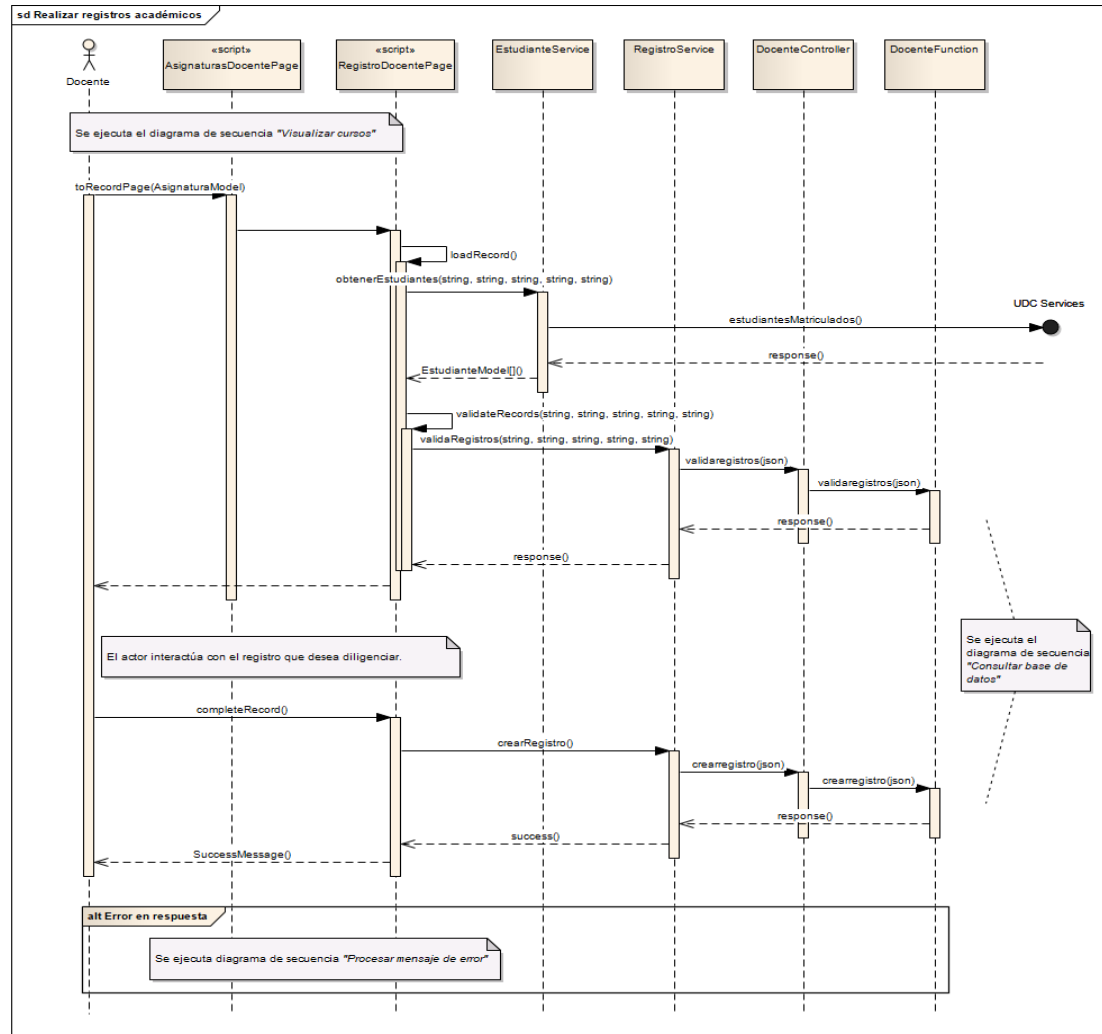 sd Realizar registros académicos
Docente
«script»
AsignaturasDocentePage
«script»
RegistroDocentePage
EstudianteService
RegistroService
DocenteController
DocenteFunction
Se ejecuta el diagrama de secuencia "Visualizar cursos"
toRecordPage(AsignaturaModel)
loadRecord()
obtenerEstudiantes(string, string, string, string, string)
UDC Services
estudiantesMatriculados()
response()
EstudianteModel[]()
validateRecords(string, string, string, string, string)
validaRegistros(string, string, string, string, string)
validaregistros(json)
validaregistros(json)
response()
response()
Se ejecuta el
diagrama de secuencia
"Consultar base de
datos"
El actor interactúa con el registro que desea diligenciar.
completeRecord()
crearRegistro()
crearregistro(json)
crearregistro(json)
response()
success()
SuccessMessage()
alt Error en respuesta
Se ejecuta diagrama de secuencia "Procesar mensaje de error"